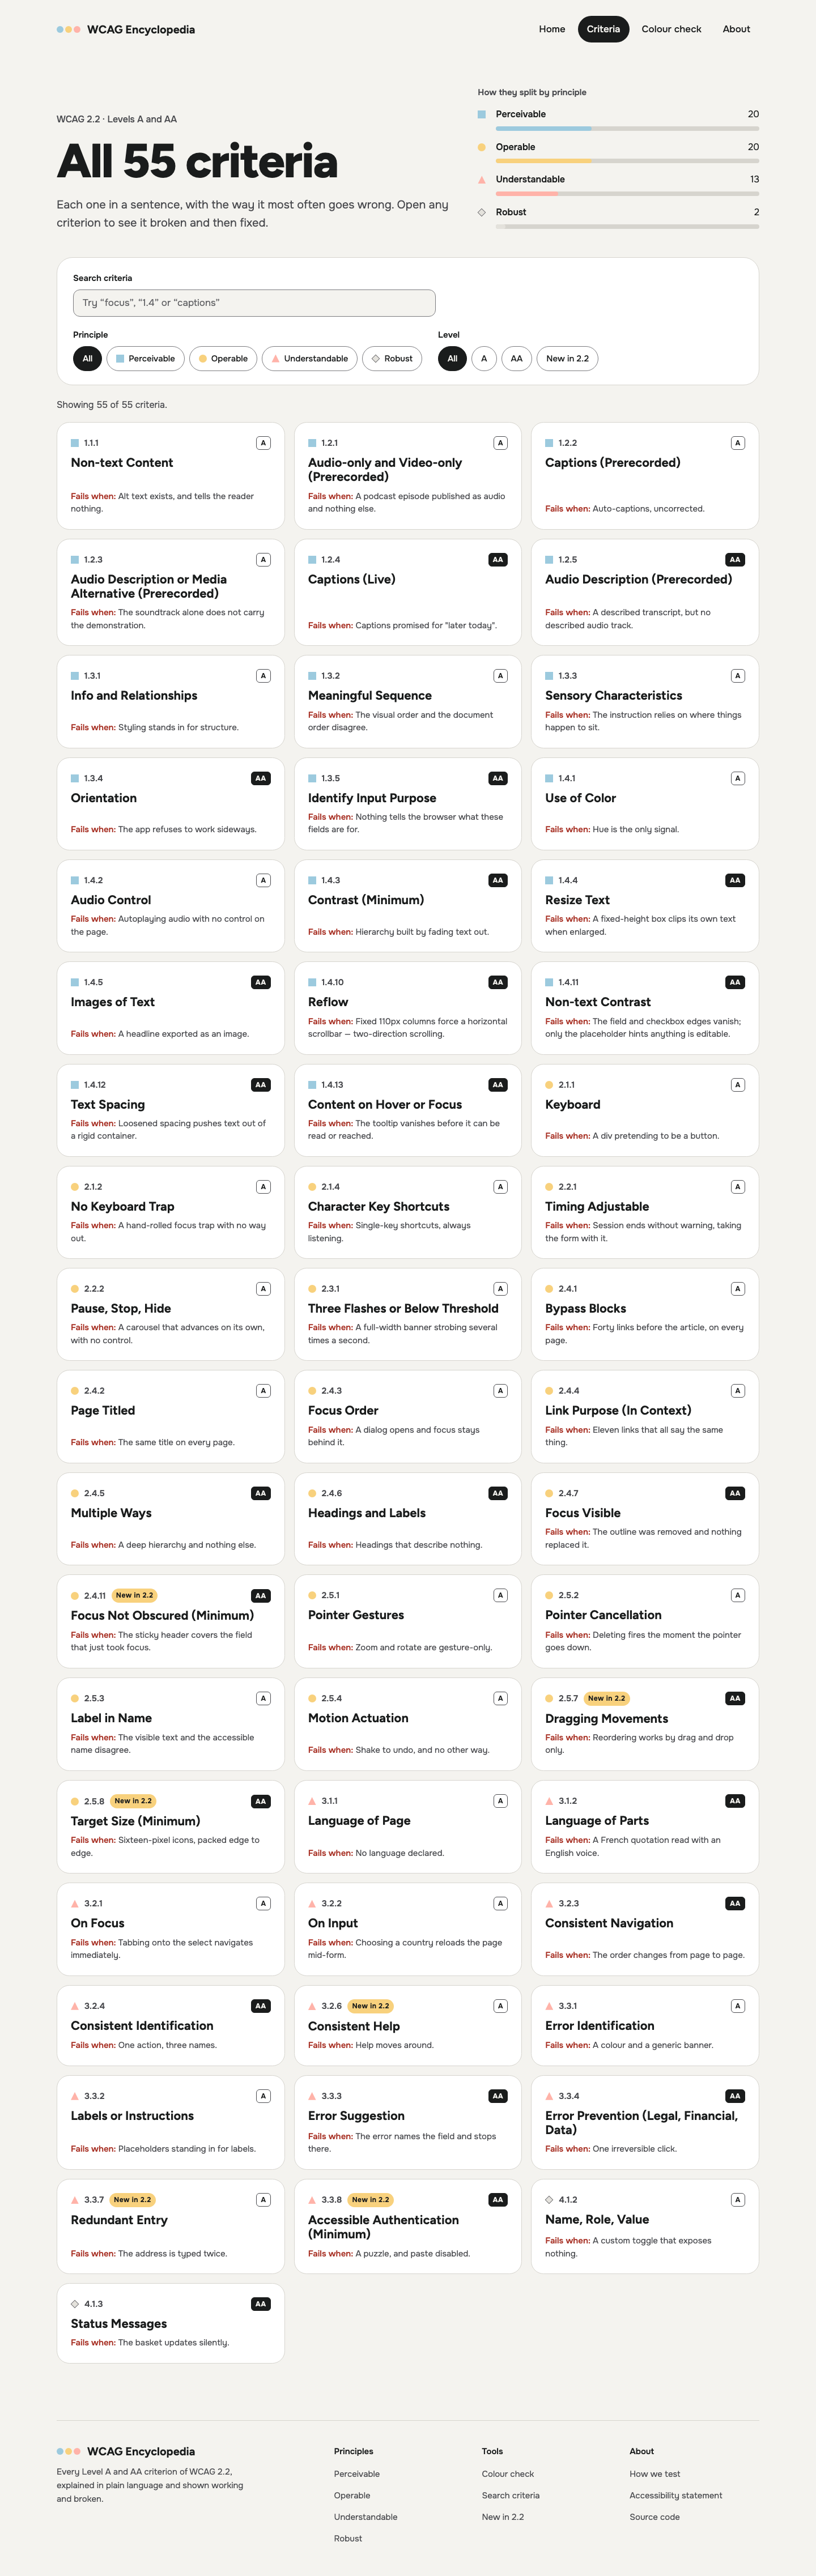 WCAG Encyclopedia
Home
Criteria
Colour check
About
WCAG 2.2 · Levels A and AA
All 55 criteria
Each one in a sentence, with the way it most often goes wrong. Open any
criterion to see it broken and then fixed.
How they split by principle
Perceivable 20
Operable 20
Understandable 13
Robust 2
Search criteria
Try “focus”, “1.4” or “captions”
Principle
All
Perceivable
Operable
Understandable
Robust
Level
All
A
AA
New in 2.2
Showing 55 of 55 criteria.
1.1.1 A
Non-text Content
Fails when: Alt text exists, and tells the reader
nothing.
1.2.1 A
Audio-only and Video-only
(Prerecorded)
Fails when: A podcast episode published as audio
and nothing else.
1.2.2 A
Captions (Prerecorded)
Fails when: Auto-captions, uncorrected.
1.2.3 A
Audio Description or Media
Alternative (Prerecorded)
Fails when: The soundtrack alone does not carry
the demonstration.
1.2.4 AA
Captions (Live)
Fails when: Captions promised for "later today".
1.2.5 AA
Audio Description (Prerecorded)
Fails when: A described transcript, but no
described audio track.
1.3.1 A
Info and Relationships
Fails when: Styling stands in for structure.
1.3.2 A
Meaningful Sequence
Fails when: The visual order and the document
order disagree.
1.3.3 A
Sensory Characteristics
Fails when: The instruction relies on where things
happen to sit.
1.3.4 AA
Orientation
Fails when: The app refuses to work sideways.
1.3.5 AA
Identify Input Purpose
Fails when: Nothing tells the browser what these
fields are for.
1.4.1 A
Use of Color
Fails when: Hue is the only signal.
1.4.2 A
Audio Control
Fails when: Autoplaying audio with no control on
the page.
1.4.3 AA
Contrast (Minimum)
Fails when: Hierarchy built by fading text out.
1.4.4 AA
Resize Text
Fails when: A fixed-height box clips its own text
when enlarged.
1.4.5 AA
Images of Text
Fails when: A headline exported as an image.
1.4.10 AA
Reflow
Fails when: Fixed 110px columns force a horizontal
scrollbar — two-direction scrolling.
1.4.11 AA
Non-text Contrast
Fails when: The field and checkbox edges vanish;
only the placeholder hints anything is editable.
1.4.12 AA
Text Spacing
Fails when: Loosened spacing pushes text out of
a rigid container.
1.4.13 AA
Content on Hover or Focus
Fails when: The tooltip vanishes before it can be
read or reached.
2.1.1 A
Keyboard
Fails when: A div pretending to be a button.
2.1.2 A
No Keyboard Trap
Fails when: A hand-rolled focus trap with no way
out.
2.1.4 A
Character Key Shortcuts
Fails when: Single-key shortcuts, always
listening.
2.2.1 A
Timing Adjustable
Fails when: Session ends without warning, taking
the form with it.
2.2.2 A
Pause, Stop, Hide
Fails when: A carousel that advances on its own,
with no control.
2.3.1 A
Three Flashes or Below Threshold
Fails when: A full-width banner strobing several
times a second.
2.4.1 A
Bypass Blocks
Fails when: Forty links before the article, on every
page.
2.4.2 A
Page Titled
Fails when: The same title on every page.
2.4.3 A
Focus Order
Fails when: A dialog opens and focus stays
behind it.
2.4.4 A
Link Purpose (In Context)
Fails when: Eleven links that all say the same
thing.
2.4.5 AA
Multiple Ways
Fails when: A deep hierarchy and nothing else.
2.4.6 AA
Headings and Labels
Fails when: Headings that describe nothing.
2.4.7 AA
Focus Visible
Fails when: The outline was removed and nothing
replaced it.
2.4.11 New in 2.2 AA
Focus Not Obscured (Minimum)
Fails when: The sticky header covers the field
that just took focus.
2.5.1 A
Pointer Gestures
Fails when: Zoom and rotate are gesture-only.
2.5.2 A
Pointer Cancellation
Fails when: Deleting fires the moment the pointer
goes down.
2.5.3 A
Label in Name
Fails when: The visible text and the accessible
name disagree.
2.5.4 A
Motion Actuation
Fails when: Shake to undo, and no other way.
2.5.7 New in 2.2 AA
Dragging Movements
Fails when: Reordering works by drag and drop
only.
2.5.8 New in 2.2 AA
Target Size (Minimum)
Fails when: Sixteen-pixel icons, packed edge to
edge.
3.1.1 A
Language of Page
Fails when: No language declared.
3.1.2 AA
Language of Parts
Fails when: A French quotation read with an
English voice.
3.2.1 A
On Focus
Fails when: Tabbing onto the select navigates
immediately.
3.2.2 A
On Input
Fails when: Choosing a country reloads the page
mid-form.
3.2.3 AA
Consistent Navigation
Fails when: The order changes from page to page.
3.2.4 AA
Consistent Identification
Fails when: One action, three names.
3.2.6 New in 2.2 A
Consistent Help
Fails when: Help moves around.
3.3.1 A
Error Identification
Fails when: A colour and a generic banner.
3.3.2 A
Labels or Instructions
Fails when: Placeholders standing in for labels.
3.3.3 AA
Error Suggestion
Fails when: The error names the field and stops
there.
3.3.4 AA
Error Prevention (Legal, Financial,
Data)
Fails when: One irreversible click.
3.3.7 New in 2.2 A
Redundant Entry
Fails when: The address is typed twice.
3.3.8 New in 2.2 AA
Accessible Authentication
(Minimum)
Fails when: A puzzle, and paste disabled.
4.1.2 A
Name, Role, Value
Fails when: A custom toggle that exposes
nothing.
4.1.3 AA
Status Messages
Fails when: The basket updates silently.
WCAG Encyclopedia
Every Level A and AA criterion of WCAG 2.2,
explained in plain language and shown working
and broken.
Principles
Perceivable
Operable
Understandable
Robust
Tools
Colour check
Search criteria
New in 2.2
About
How we test
Accessibility statement
Source code